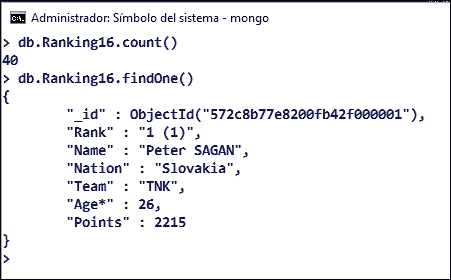 Administrador: Símbolo del sistema - mongo
> db.Ranking16.count()
40
> db.Ranking16.findOne()
{
"_id" : ObjectId("572c8b77e8200fb42f000001"),
"Rank" : "1 (1)",
"Name" : "Peter SAGAN",
"Nation" : "Slovakia",
"Team" : "TNK",
"Age*" : 26,
"Points" : 2215
}
>